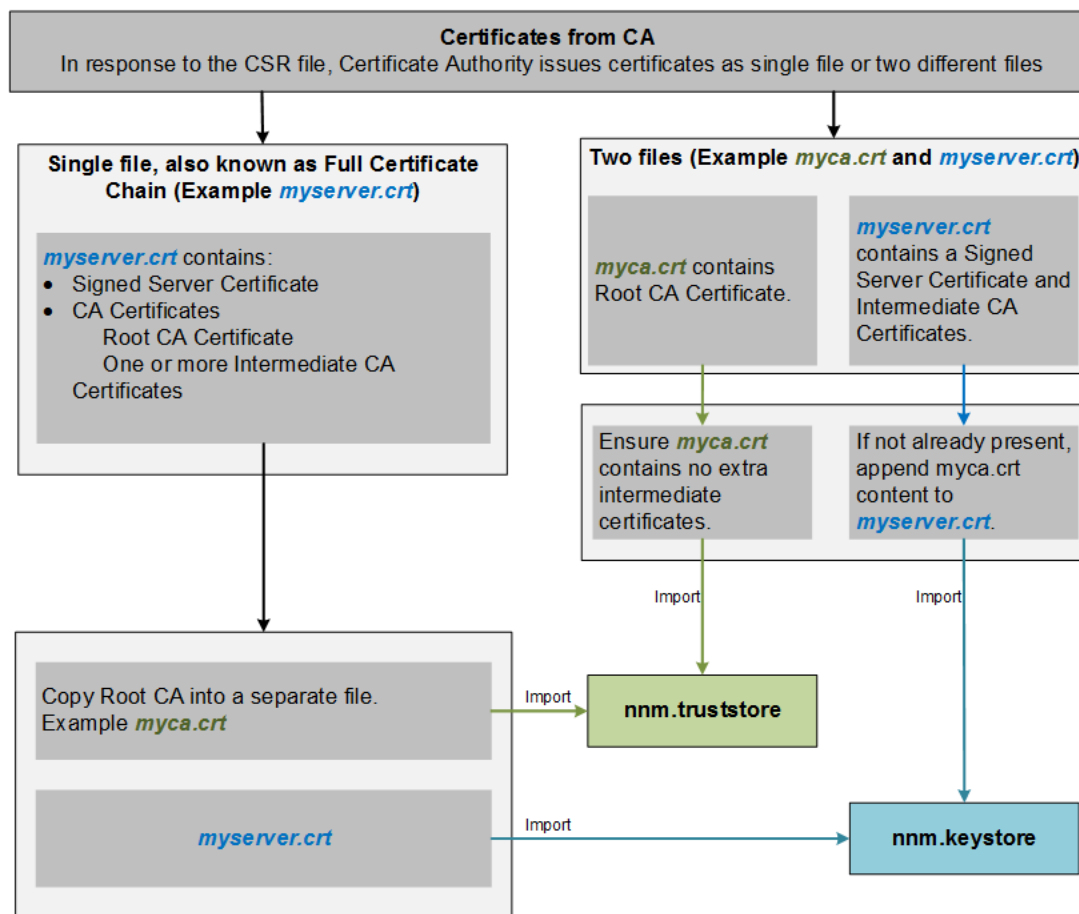 Certificates from CA
In response to the CSR file, Certificate Authority issues certificates as single file or two different files
Single file, also known as Full Certificate
Chain (Example myserver.crt)
myserver.crt contains:
• Signed Server Certificate
• CA Certificates
Root CA Certificate
One or more Intermediate CA
Certificates
Two files (Example myca.crt and myserver.crt)
myca.crt contains
Root CA Certificate.
myserver.crt
contains a Signed
Server Certificate and
Intermediate CA
Certificates.
Ensure myca.crt
contains no extra
intermediate
certificates.
If not already present,
append myca.crt
content to
myserver.crt.
Import
Import
Copy Root CA into a separate file.
Example myca.crt
Import
nnm.truststore
myserver.crt
Import
nnm.keystore